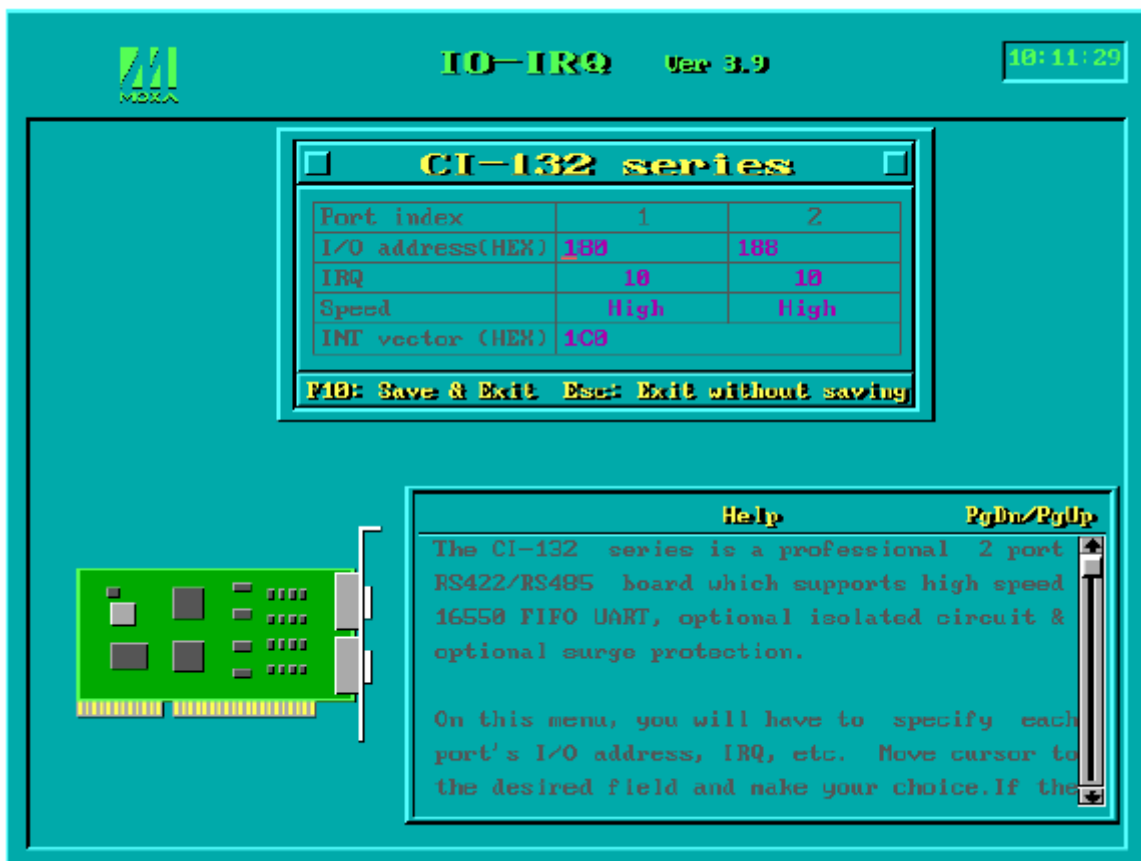 MOXA
IO-IRQ Ver 3.9
10:11:29
CI-132 series
Port index 1 2
I/O address(HEX) 180 188
IRQ 10 10
Speed High High
INT vector (HEX) 1C0
F10: Save & Exit Esc: Exit without saving
Help PgDn/PgUp
The CI-132 series is a professional 2 port
RS422/RS485 board which supports high speed
16550 FIFO UART, optional isolated circuit &
optional surge protection.
On this menu, you will have to specify each
port's I/O address, IRQ, etc. Move cursor to
the desired field and make your choice.If the